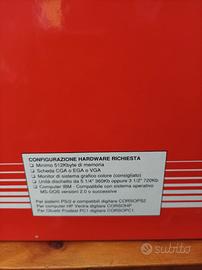 CONFIGURAZIONE HARDWARE RICHIESTA
Minimo 512Kbyte di memoria
Scheda CGA o EGA o VGA
Monitor di sistema grafico colore (consigliato)
Unità dischetto da 5 1/4" 360Kb oppure 3 1/2" 720Kb
Computer IBM - Compatibile con sistema operativo
MS-DOS versioni 2.0 o successive
Per sistemi PS/2 e compatibili digitare CORSOPS2
Per computer HP Vectra digitare CORSOHP
Per Olivetti Prodest PC1 digitare CORSOPC1
subito